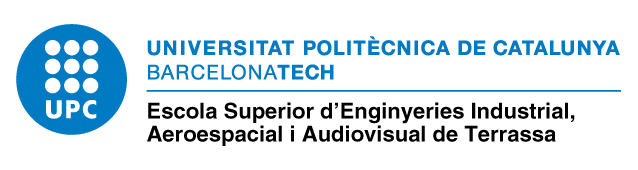 UPC
UNIVERSITAT POLITÈCNICA DE CATALUNYA
BARCELONATECH
Escola Superior d’Enginyeries Industrial,
Aeroespacial i Audiovisual de Terrassa